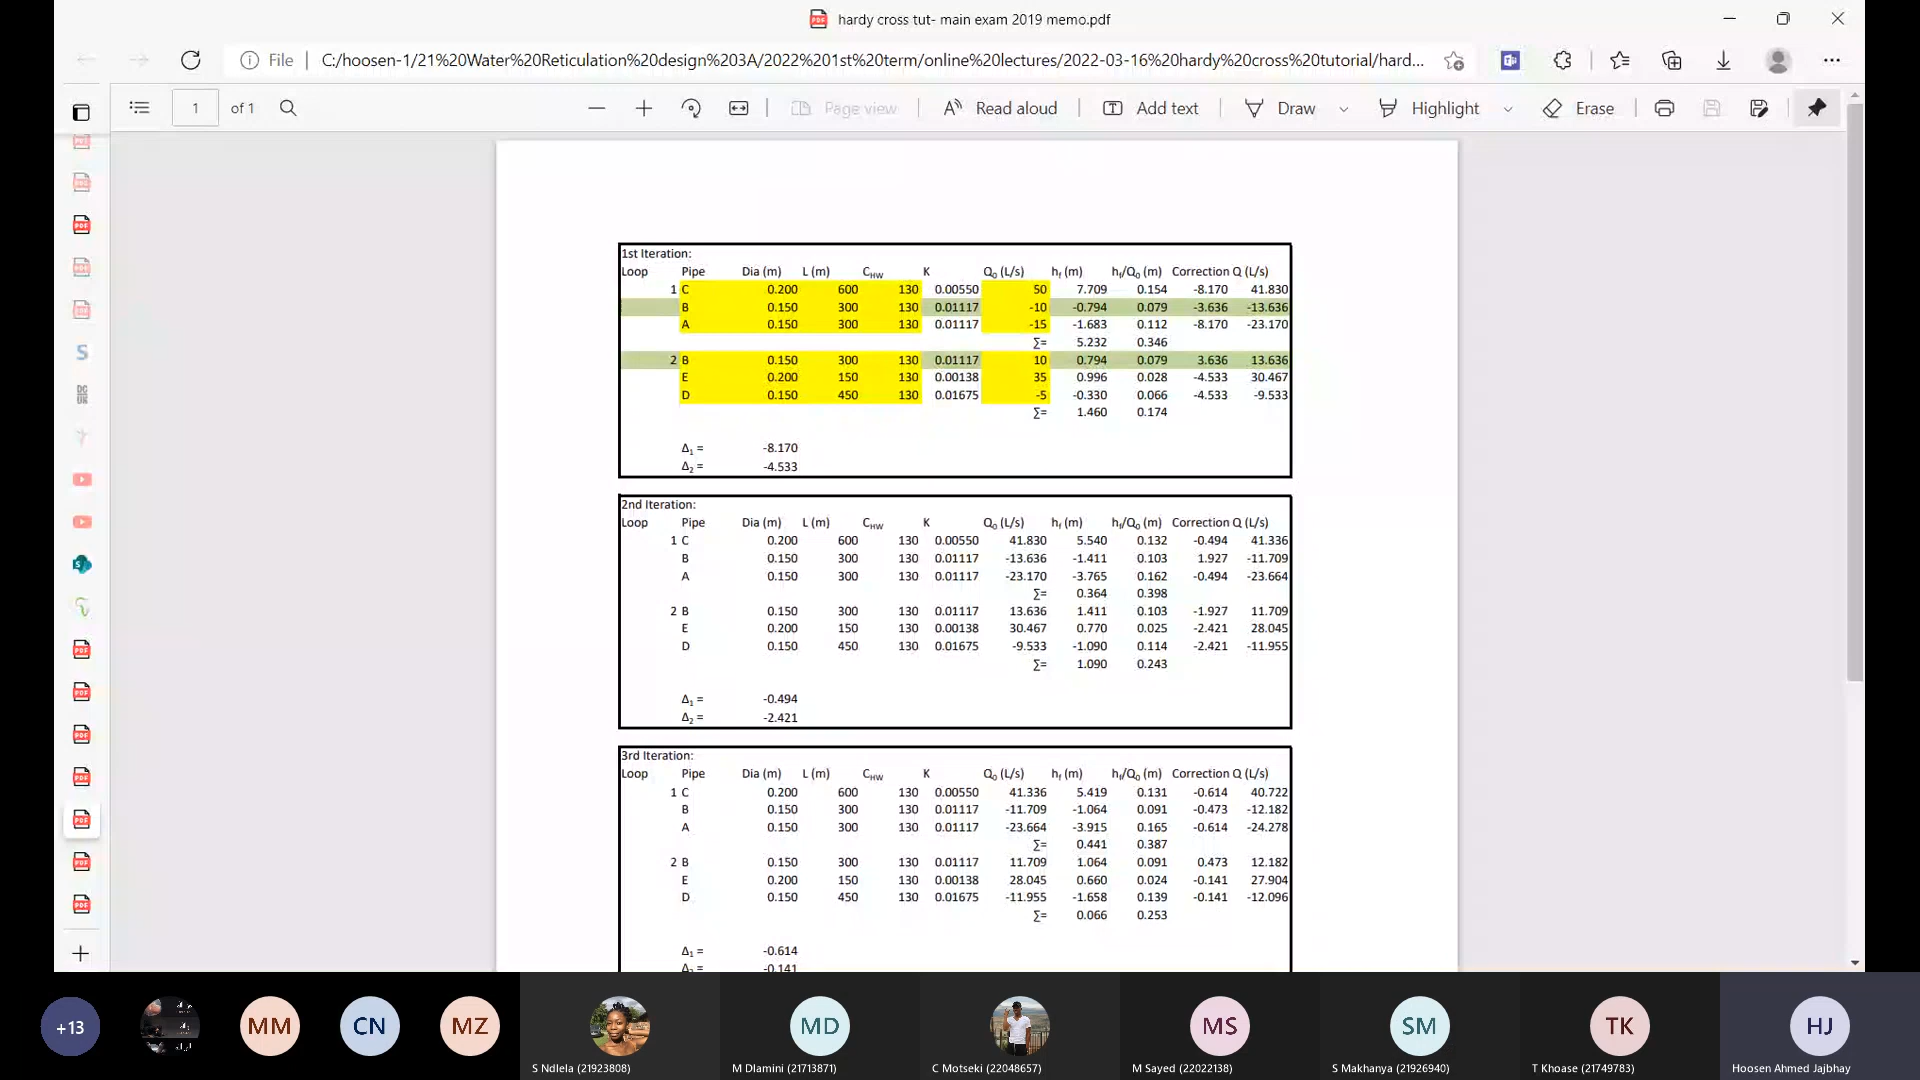 hardy cross tut- main exam 2019 memo.pdf
File C:/hoosen-1/21%20Water%20Reticulation%20design%203A/2022%201st%20term/online%20lectures/2022-03-16%20hardy%20cross%20tutorial/hard...
1 of 1 Page view Read aloud Add text Draw Highlight Erase
1st Iteration:
Loop Pipe Dia (m) L (m) CHW K Q₀ (L/s) hf (m) hf/Q₀ (m) Correction Q (L/s)
1 C 0.200 600 130 0.00550 50 7.709 0.154 -8.170 41.830
B 0.150 300 130 0.01117 -10 -0.794 0.079 -3.636 -13.636
A 0.150 300 130 0.01117 -15 -1.683 0.112 -8.170 -23.170
∑= 5.232 0.346
2 B 0.150 300 130 0.01117 10 0.794 0.079 3.636 13.636
E 0.200 150 130 0.00138 35 0.996 0.028 -4.533 30.467
D 0.150 450 130 0.01675 -5 -0.330 0.066 -4.533 -9.533
∑= 1.460 0.174
Δ₁ = -8.170
Δ₂ = -4.533
2nd Iteration:
Loop Pipe Dia (m) L (m) CHW K Q₀ (L/s) hf (m) hf/Q₀ (m) Correction Q (L/s)
1 C 0.200 600 130 0.00550 41.830 5.540 0.132 -0.494 41.336
B 0.150 300 130 0.01117 -13.636 -1.411 0.103 1.927 -11.709
A 0.150 300 130 0.01117 -23.170 -3.765 0.162 -0.494 -23.664
∑= 0.364 0.398
2 B 0.150 300 130 0.01117 13.636 1.411 0.103 -1.927 11.709
E 0.200 150 130 0.00138 30.467 0.770 0.025 -2.421 28.045
D 0.150 450 130 0.01675 -9.533 -1.090 0.114 -2.421 -11.955
∑= 1.090 0.243
Δ₁ = -0.494
Δ₂ = -2.421
3rd Iteration:
Loop Pipe Dia (m) L (m) CHW K Q₀ (L/s) hf (m) hf/Q₀ (m) Correction Q (L/s)
1 C 0.200 600 130 0.00550 41.336 5.419 0.131 -0.614 40.722
B 0.150 300 130 0.01117 -11.709 -1.064 0.091 -0.473 -12.182
A 0.150 300 130 0.01117 -23.664 -3.915 0.165 -0.614 -24.278
∑= 0.441 0.387
2 B 0.150 300 130 0.01117 11.709 1.064 0.091 0.473 12.182
E 0.200 150 130 0.00138 28.045 0.660 0.024 -0.141 27.904
D 0.150 450 130 0.01675 -11.955 -1.658 0.139 -0.141 -12.096
∑= 0.066 0.253
Δ₁ = -0.614
Δ₂ = -0.141
+13 MM CN MZ MD MS SM TK HJ
S Ndlela (21923808) M Dlamini (21713871) C Motseki (22048657) M Sayed (22022138) S Makhanya (21926940) T Khoase (21749783) Hoosen Ahmed Jajbhay